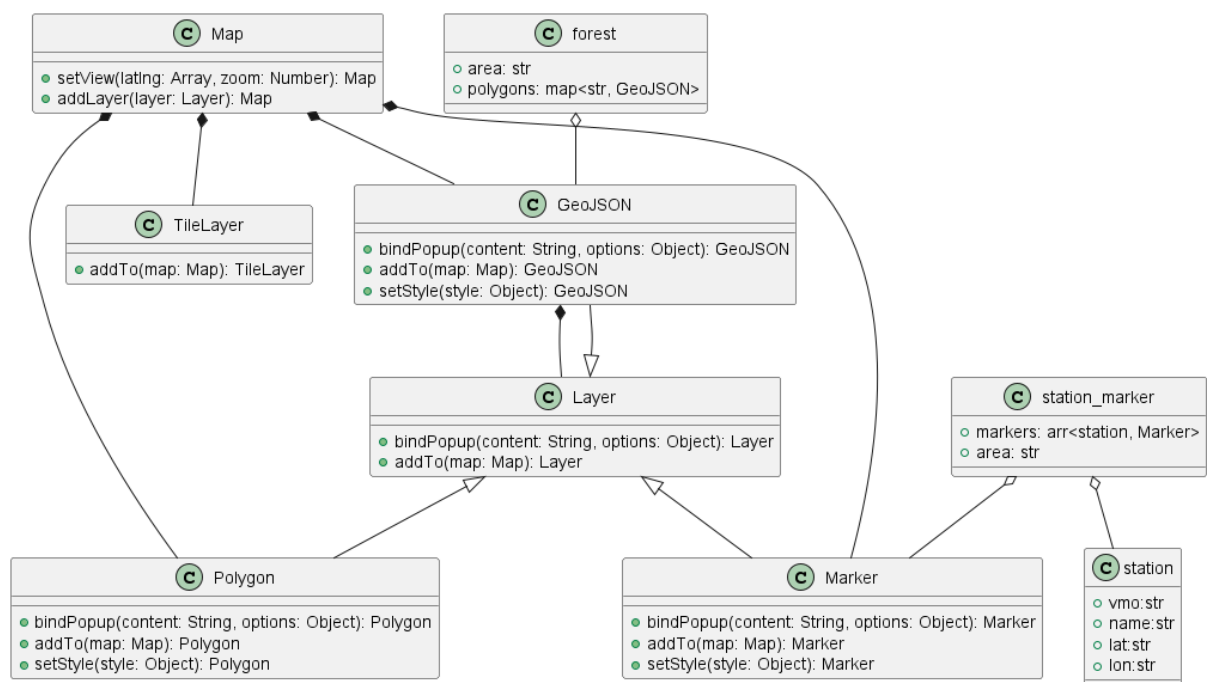 C Map
setView(latlng: Array, zoom: Number): Map
addLayer(layer: Layer): Map
C forest
area: str
polygons: map<str, GeoJSON>
C TileLayer
addTo(map: Map): TileLayer
C GeoJSON
bindPopup(content: String, options: Object): GeoJSON
addTo(map: Map): GeoJSON
setStyle(style: Object): GeoJSON
C Layer
bindPopup(content: String, options: Object): Layer
addTo(map: Map): Layer
C station_marker
markers: arr<station, Marker>
area: str
C Polygon
bindPopup(content: String, options: Object): Polygon
addTo(map: Map): Polygon
setStyle(style: Object): Polygon
C Marker
bindPopup(content: String, options: Object): Marker
addTo(map: Map): Marker
setStyle(style: Object): Marker
C station
vmo:str
name:str
lat:str
lon:str